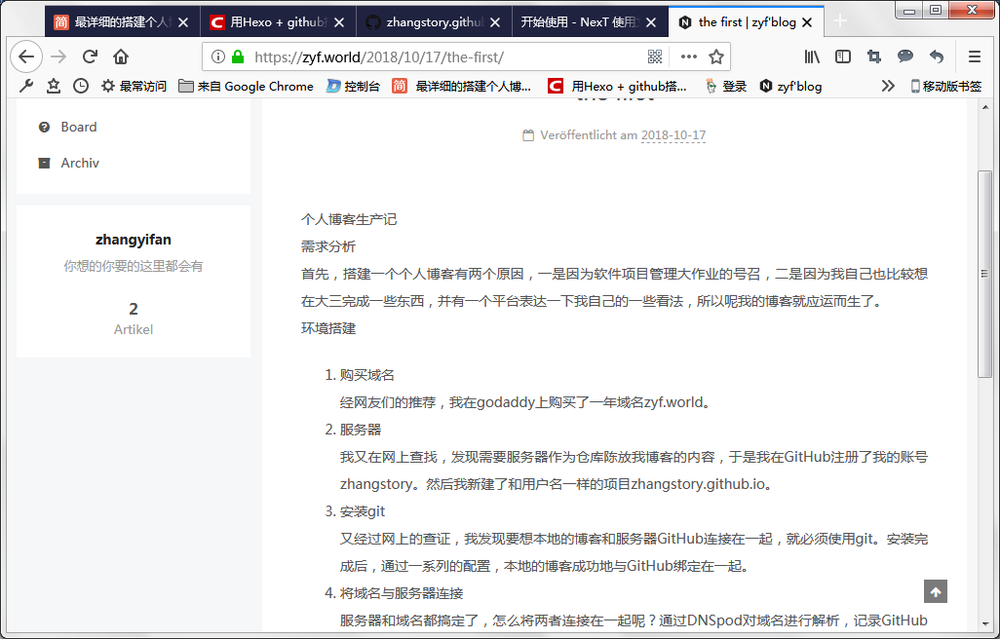 最详细的搭建个人
用Hexo + github
zhangstory.github
开始使用 - NexT 使用
the first | zyf'blog
https://zyf.world/2018/10/17/the-first/
最常访问
来自 Google Chrome
控制台
最详细的搭建个人博...
用Hexo + github搭...
登录
zyf'blog
移动版书签
Board
Archiv
zhangyifan
你想的你要的这里都会有
2
Artikel
the first
Veröffentlicht am 2018-10-17
个人博客生产记
需求分析
首先，搭建一个个人博客有两个原因，一是因为软件项目管理大作业的号召，二是因为我自己也比较想
在大三完成一些东西，并有一个平台表达一下我自己的一些看法，所以呢我的博客就应运而生了。
环境搭建
1. 购买域名
经网友们的推荐，我在godaddy上购买了一年域名zyf.world。
2. 服务器
我又在网上查找，发现需要服务器作为仓库陈放我博客的内容，于是我在GitHub注册了我的账号
zhangstory。然后我新建了和用户名一样的项目zhangstory.github.io。
3. 安装git
又经过网上的查证，我发现要想本地的博客和服务器GitHub连接在一起，就必须使用git。安装完
成后，通过一系列的配置，本地的博客成功地与GitHub绑定在一起。
4. 将域名与服务器连接
服务器和域名都搞定了，怎么将两者连接在一起呢？通过DNSpod对域名进行解析，记录GitHub